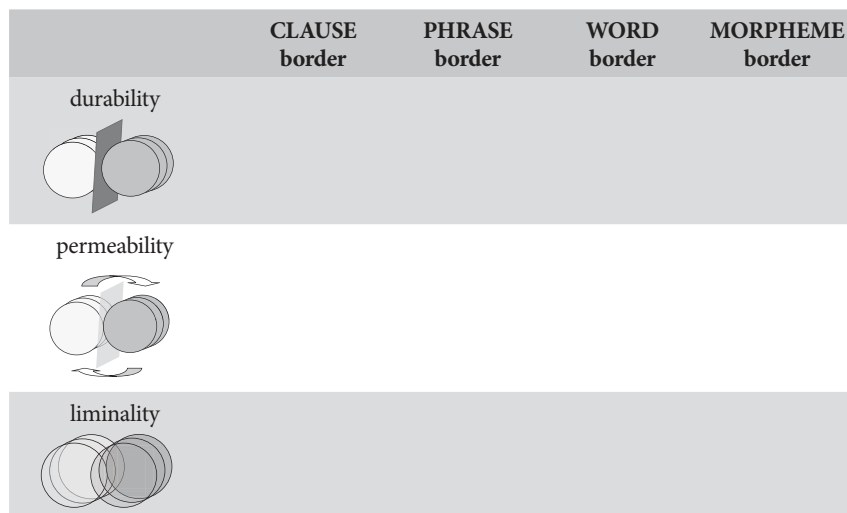 CLAUSE PHRASE WORD MORPHEME
border border border border
durability
permeability
liminality